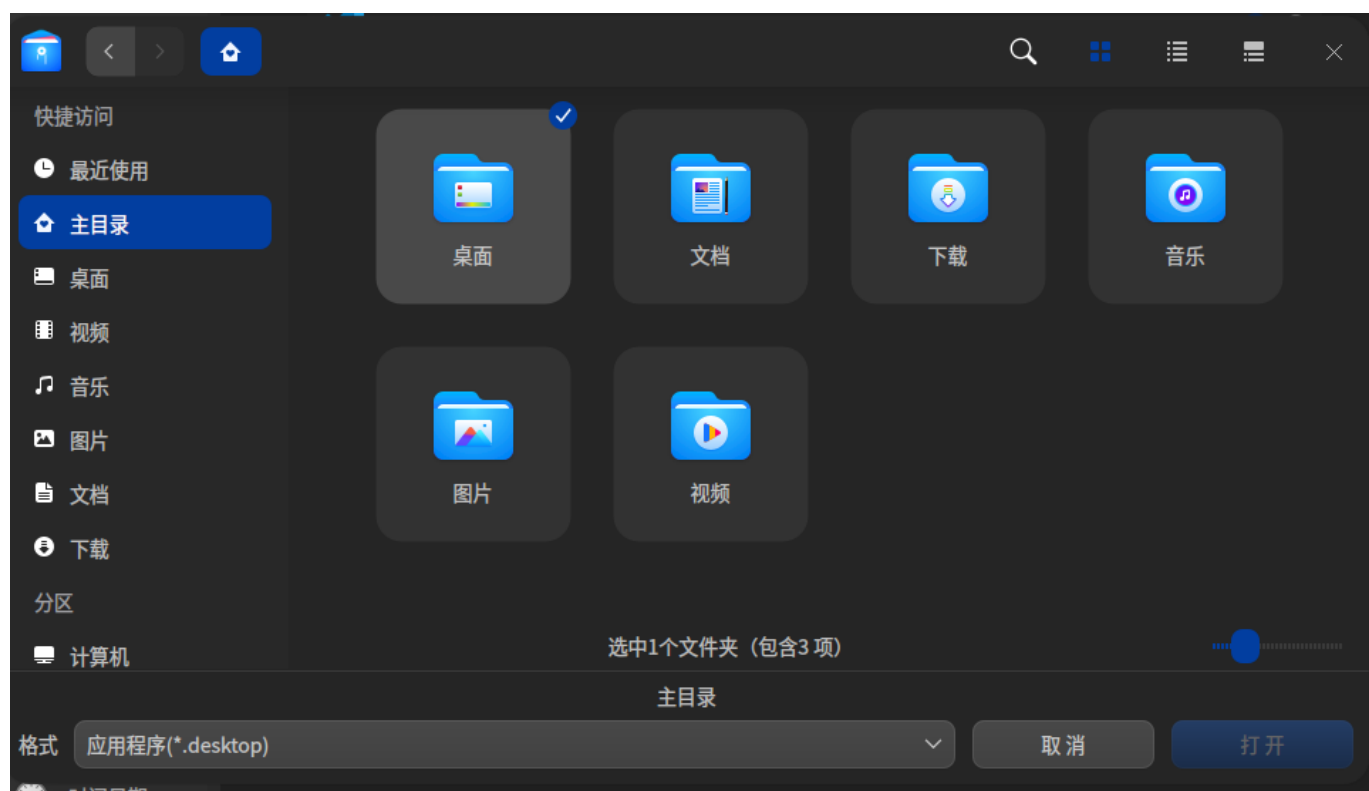 快捷访问
最近使用
主目录
桌面
视频
音乐
图片
文档
下载
分区
计算机
桌面
文档
下载
音乐
图片
视频
选中1个文件夹（包含3 项）
主目录
格式
应用程序(*.desktop)
取消
打开